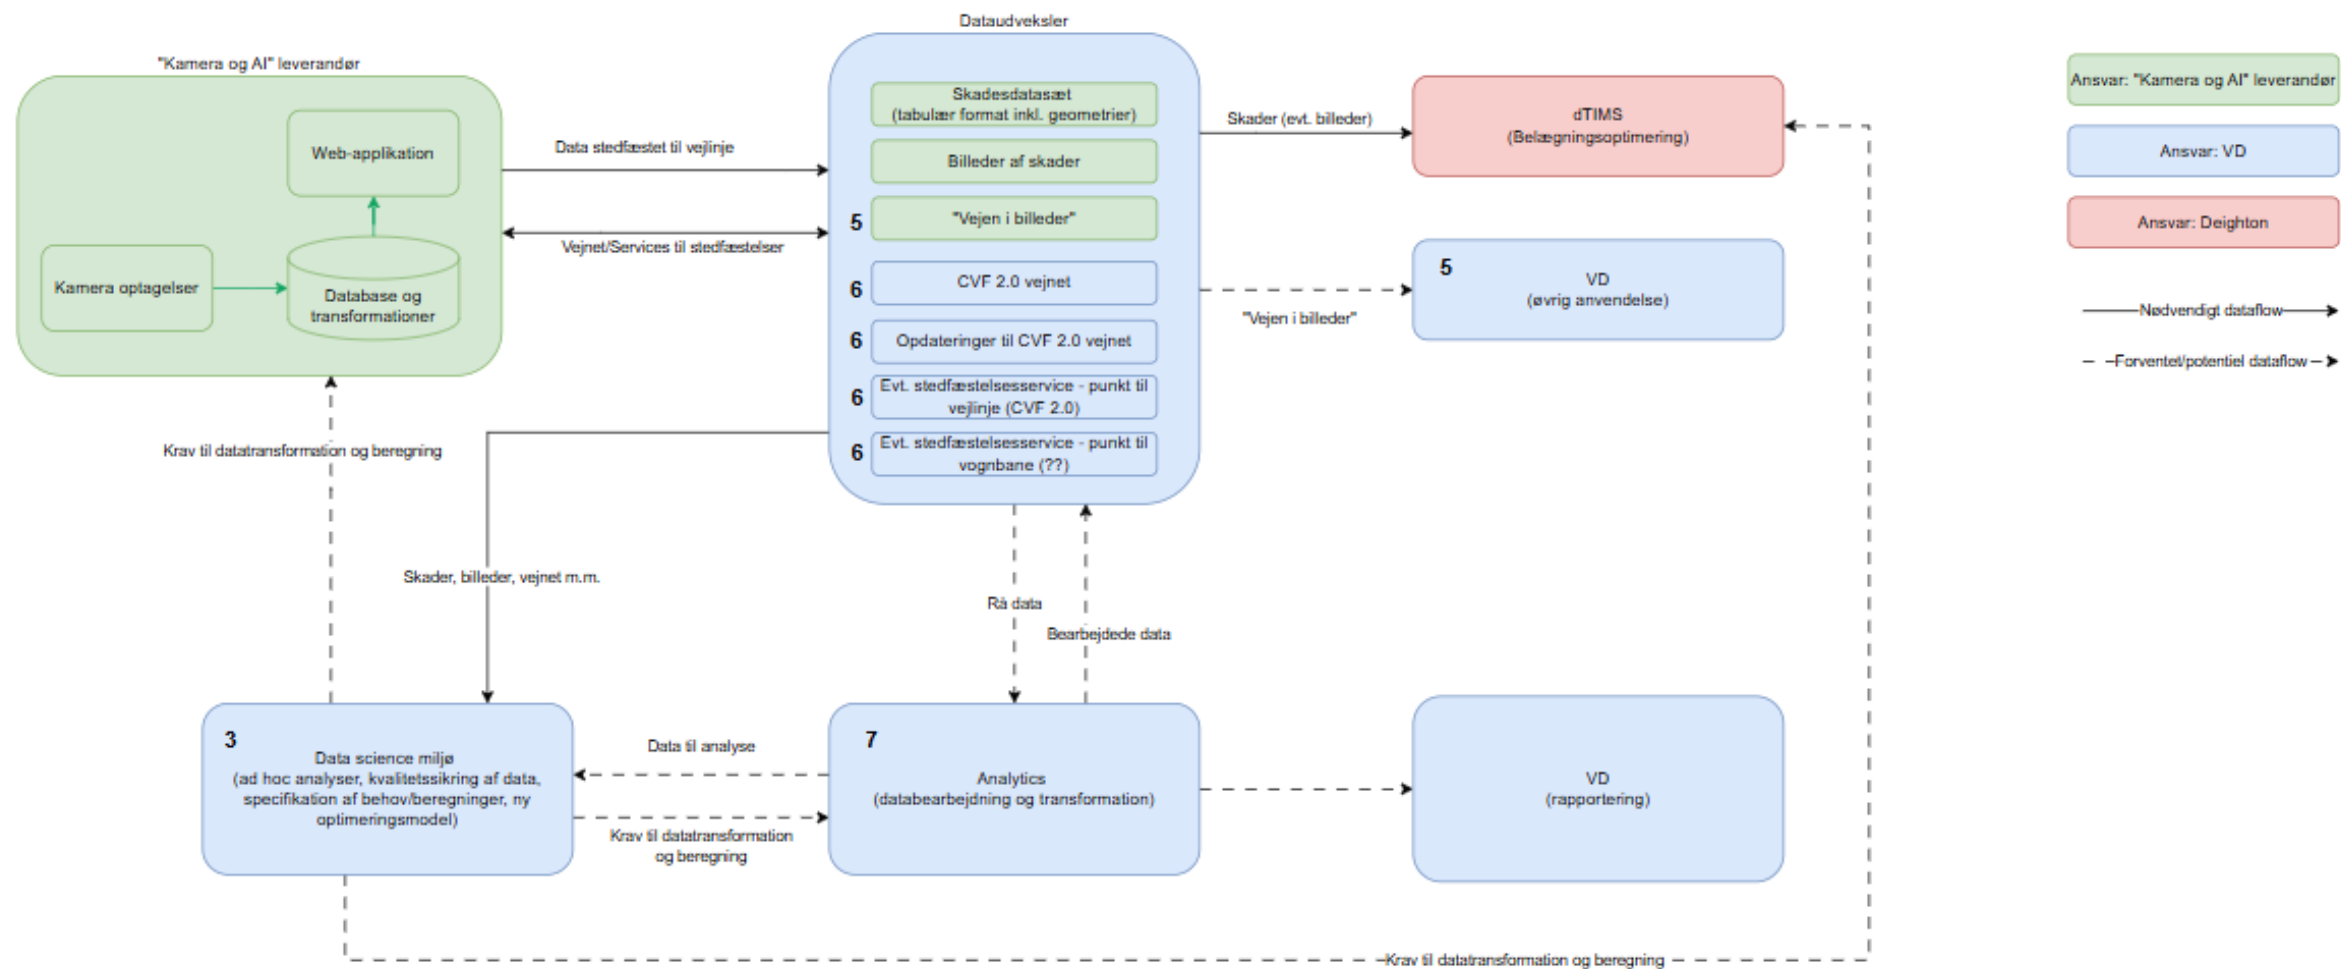 Dataudveksler
"Kamera og AI" leverandør
Web-applikation
Kamera optagelser
Database og
transformationer
Data stedfæstet til vejlinje
Vejnet/Services til stedfæstelser
Skadesdatasæt
(tabulær format inkl. geometrier)
Billeder af skader
5
"Vejen i billeder"
6
CVF 2.0 vejnet
6
Opdateringer til CVF 2.0 vejnet
6
Evt. stedfæstelsesservice - punkt til
vejlinje (CVF 2.0)
6
Evt. stedfæstelsesservice - punkt til
vognbane (??)
Skader (evt. billeder)
dTIMS
(Belægningsoptimering)
"Vejen i billeder"
5
VD
(øvrig anvendelse)
Ansvar: "Kamera og AI" leverandør
Ansvar: VD
Ansvar: Deighton
Nødvendigt dataflow
Forventet/potentiel dataflow
Krav til datatransformation og beregning
Skader, billeder, vejnet m.m.
Rå data
Bearbejdede data
3
Data science miljø
(ad hoc analyser, kvalitetssikring af data,
specifikation af behov/beregninger, ny
optimeringsmodel)
Data til analyse
Krav til datatransformation
og beregning
7
Analytics
(databearbejdning og transformation)
VD
(rapportering)
Krav til datatransformation og beregning